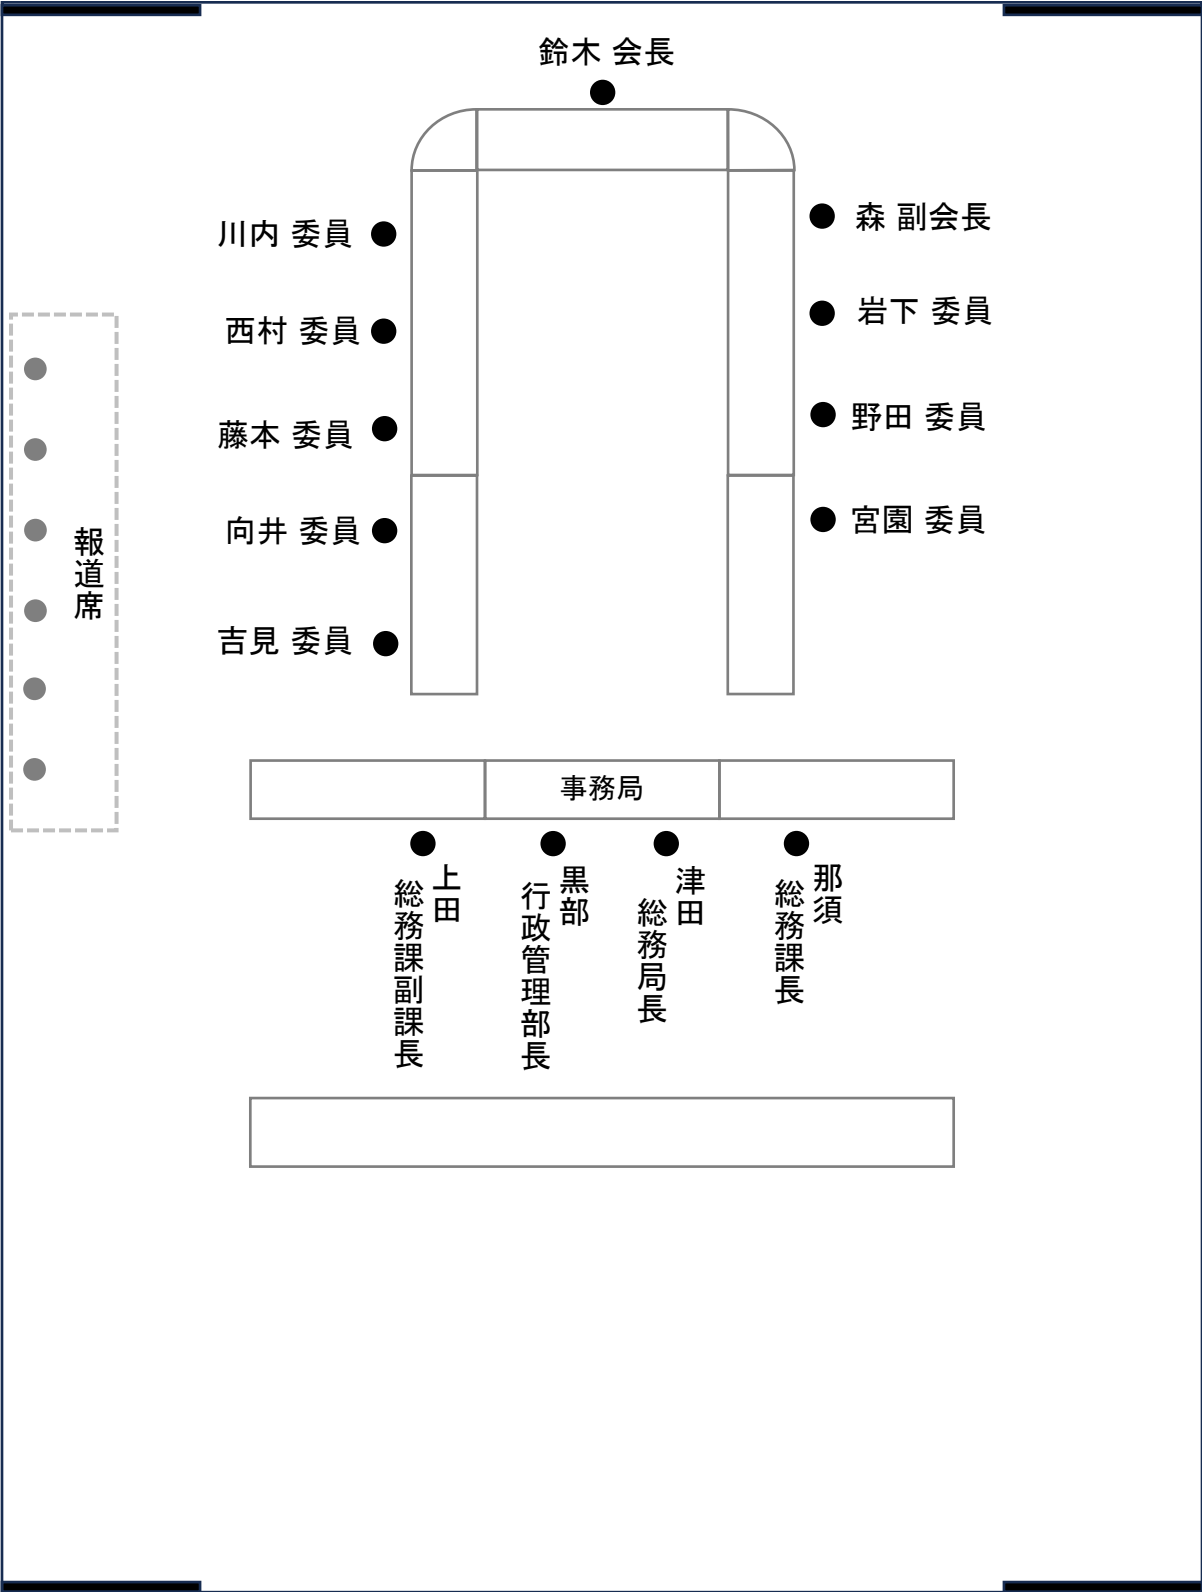 鈴木 会長
川内 委員
西村 委員
藤本 委員
向井 委員
吉見 委員
森 副会長
岩下 委員
野田 委員
宮園 委員
報道席
事務局
上田
総務課副課長
黒部
行政管理部長
津田
総務局長
那須
総務課長